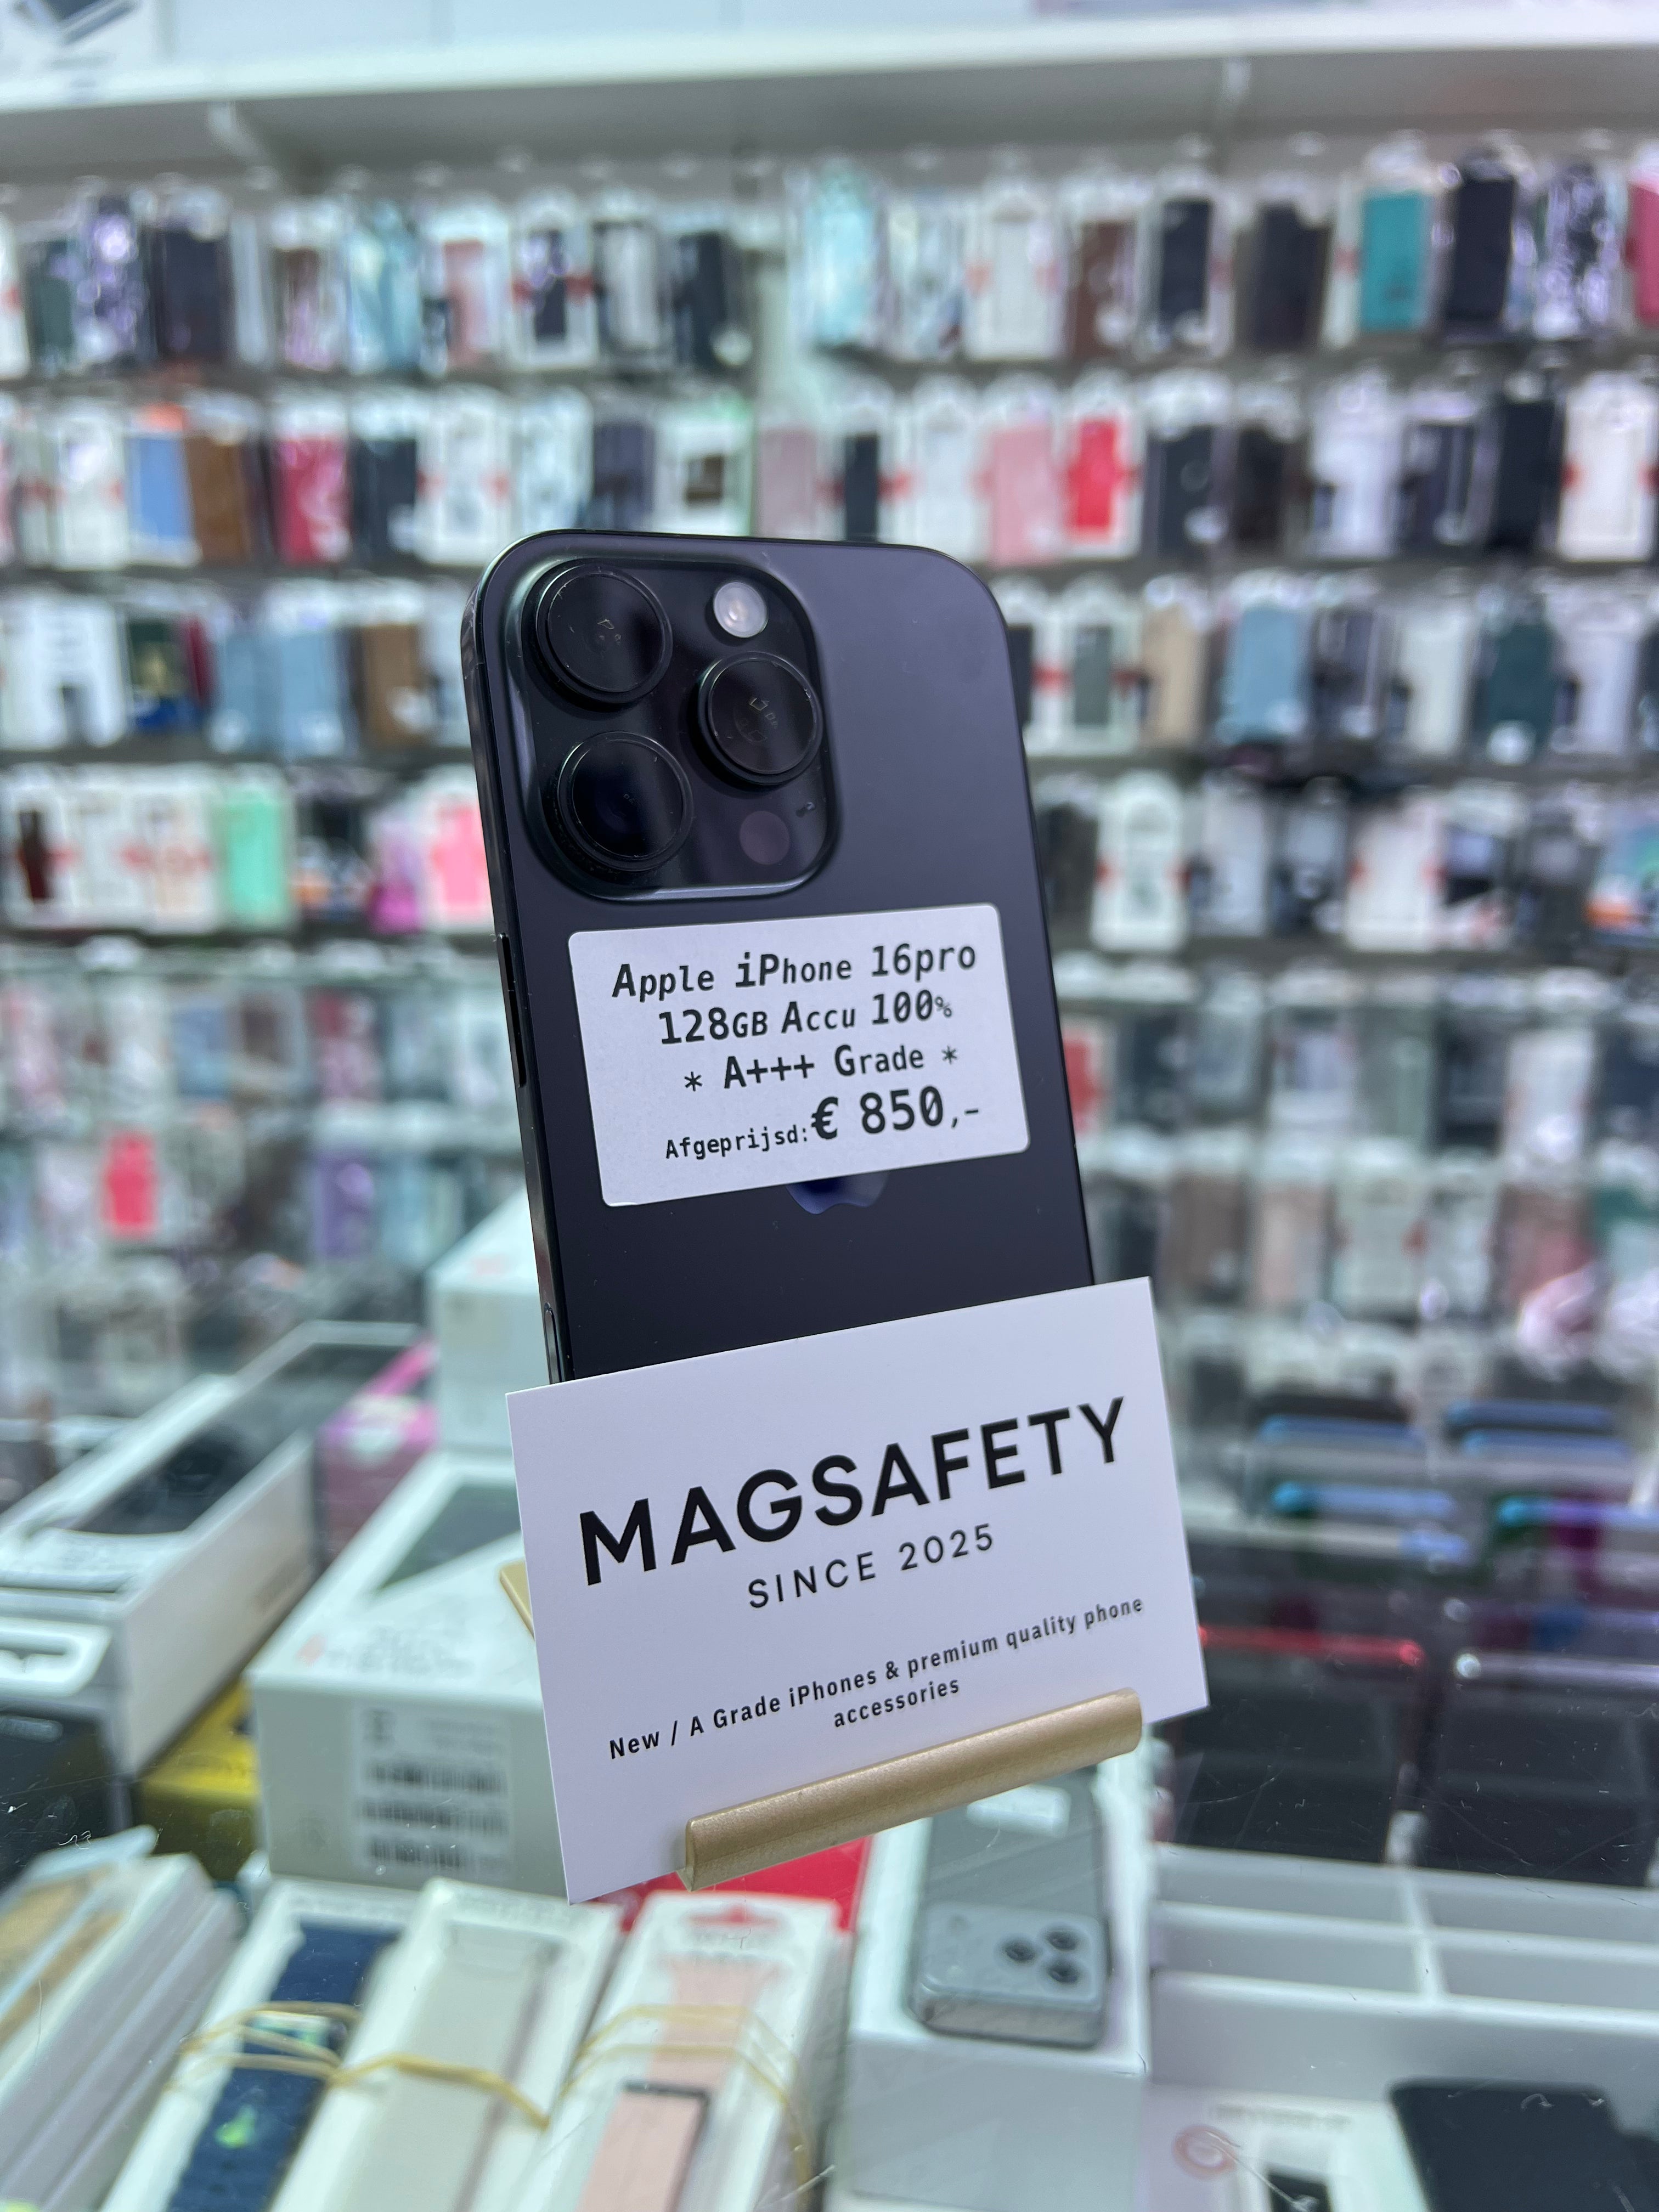 Apple iPhone 16pro
128GB Accu 100%
* A+++ Grade *
Afgeprijsd: € 850,-
MAGSAFETY
SINCE 2025
New / A Grade iPhones & premium quality phone
accessories